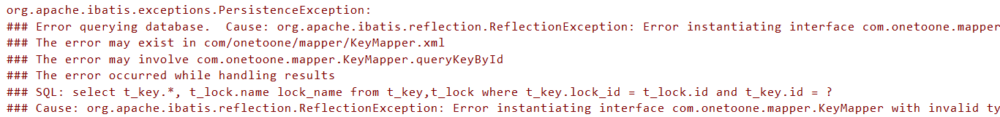 org.apache.ibatis.exceptions.PersistenceException:
### Error querying database.  Cause: org.apache.ibatis.reflection.ReflectionException: Error instantiating interface com.onetoone.mapper
### The error may exist in com/onetoone/mapper/KeyMapper.xml
### The error may involve com.onetoone.mapper.KeyMapper.queryKeyById
### The error occurred while handling results
### SQL: select t_key.*, t_lock.name lock_name from t_key,t_lock where t_key.lock_id = t_lock.id and t_key.id = ?
### Cause: org.apache.ibatis.reflection.ReflectionException: Error instantiating interface com.onetoone.mapper.KeyMapper with invalid ty